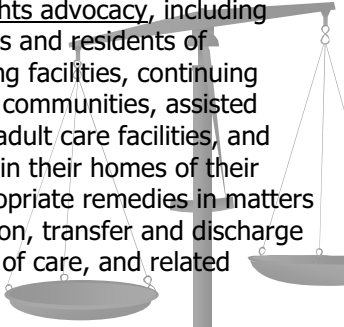 hts advocacy, including
s and residents of
ng facilities, continuing
communities, assisted
adult care facilities, and
in their homes of their
opriate remedies in matters
on, transfer and discharge
of care, and related